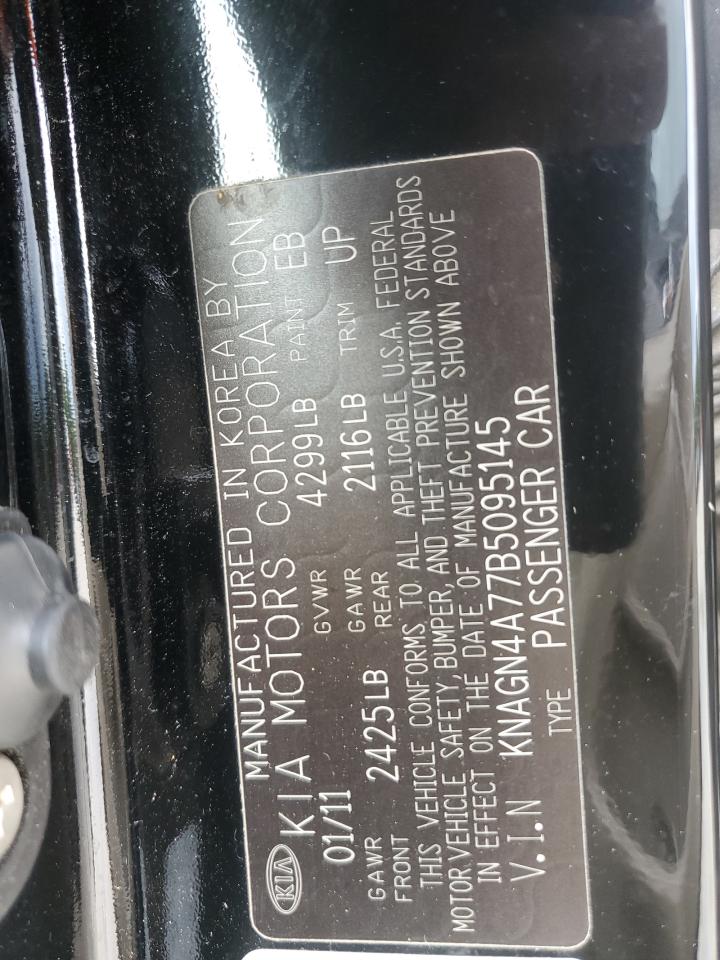 MANUFACTURED IN KOREA BY
KIA KIA MOTORS CORPORATION
01/11 GVWR 4299LB PAINT EB
GAWR FRONT 2425LB GAWR REAR 2116LB TRIM UP
THIS VEHICLE CONFORMS TO ALL APPLICABLE U.S.A. FEDERAL
MOTOR VEHICLE SAFETY, BUMPER, AND THEFT PREVENTION STANDARDS
IN EFFECT ON THE DATE OF MANUFACTURE SHOWN ABOVE
V.I.N KNAGN4A77B5095145
TYPE PASSENGER CAR